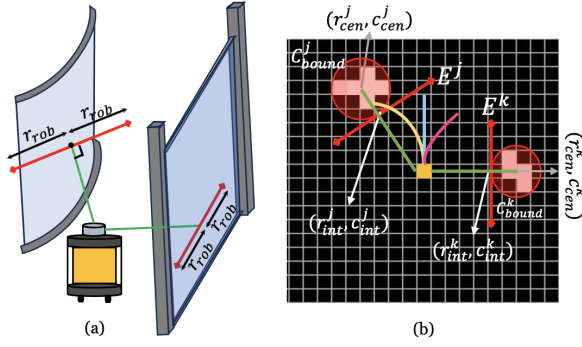 r_rob
r_rob
r_rob
r_rob
(a)
(r^j_cen, c^j_cen)
C^j_bound
E^j
E^k
(r^k_cen, c^k_cen)
C^k_bound
(r^j_int, c^j_int)
(r^k_int, c^k_int)
(b)